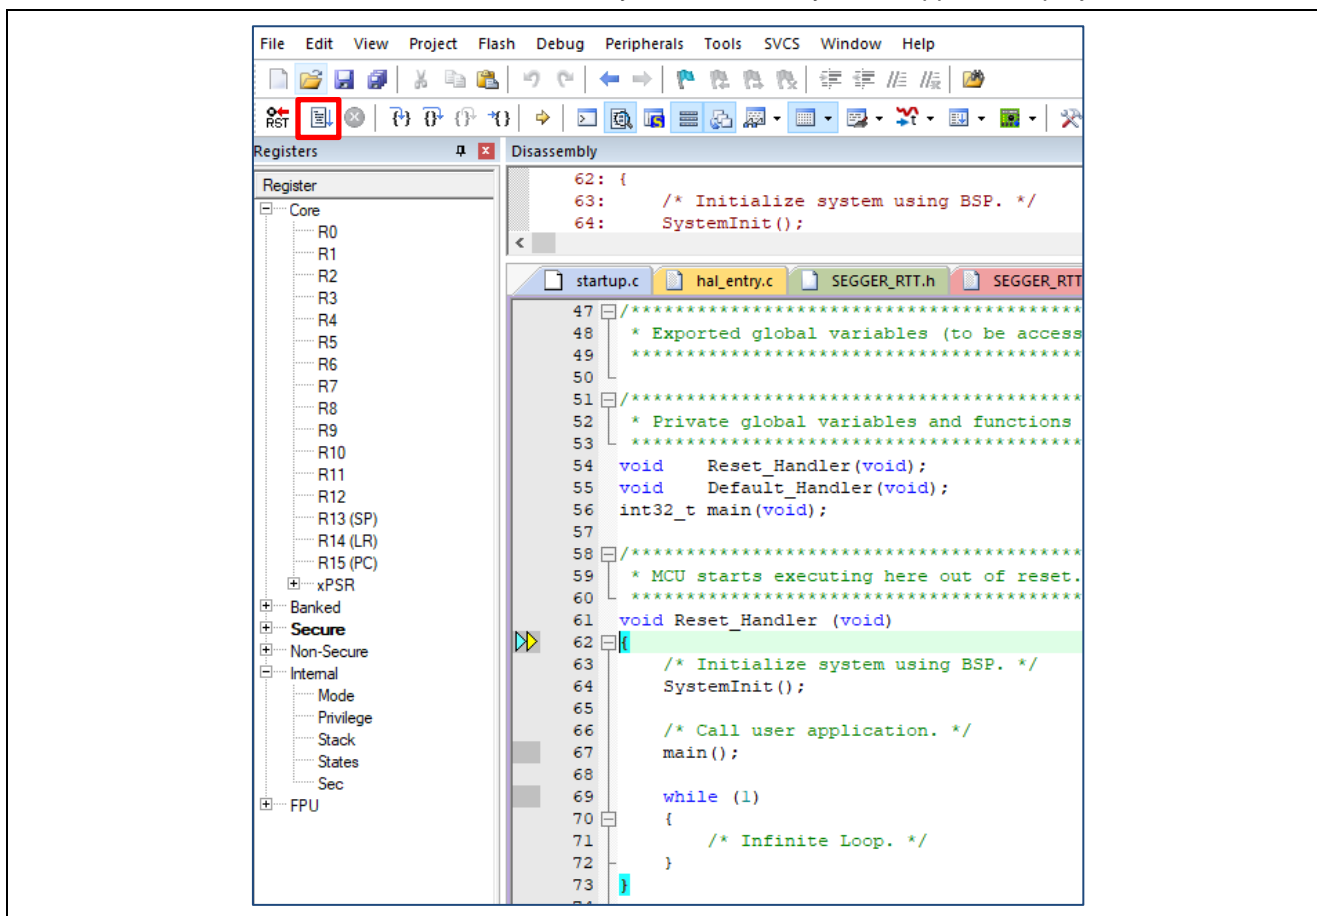 File Edit View Project Flash Debug Peripherals Tools SVCS Window Help
RST
Registers
Register
Core
R0
R1
R2
R3
R4
R5
R6
R7
R8
R9
R10
R11
R12
R13 (SP)
R14 (LR)
R15 (PC)
xPSR
Banked
Secure
Non-Secure
Internal
Mode
Privilege
Stack
States
Sec
FPU
Disassembly
62: {
63: /* Initialize system using BSP. */
64: SystemInit();
startup.c hal_entry.c SEGGER_RTT.h SEGGER_RTT
47 /*****************************************
48 * Exported global variables (to be access
49 *****************************************
50
51 /*****************************************
52 * Private global variables and functions
53 *****************************************
54 void Reset_Handler(void);
55 void Default_Handler(void);
56 int32_t main(void);
57
58 /*****************************************
59 * MCU starts executing here out of reset.
60 *****************************************
61 void Reset_Handler (void)
62 {
63 /* Initialize system using BSP. */
64 SystemInit();
65
66 /* Call user application. */
67 main();
68
69 while (1)
70 {
71 /* Infinite Loop. */
72 }
73 }